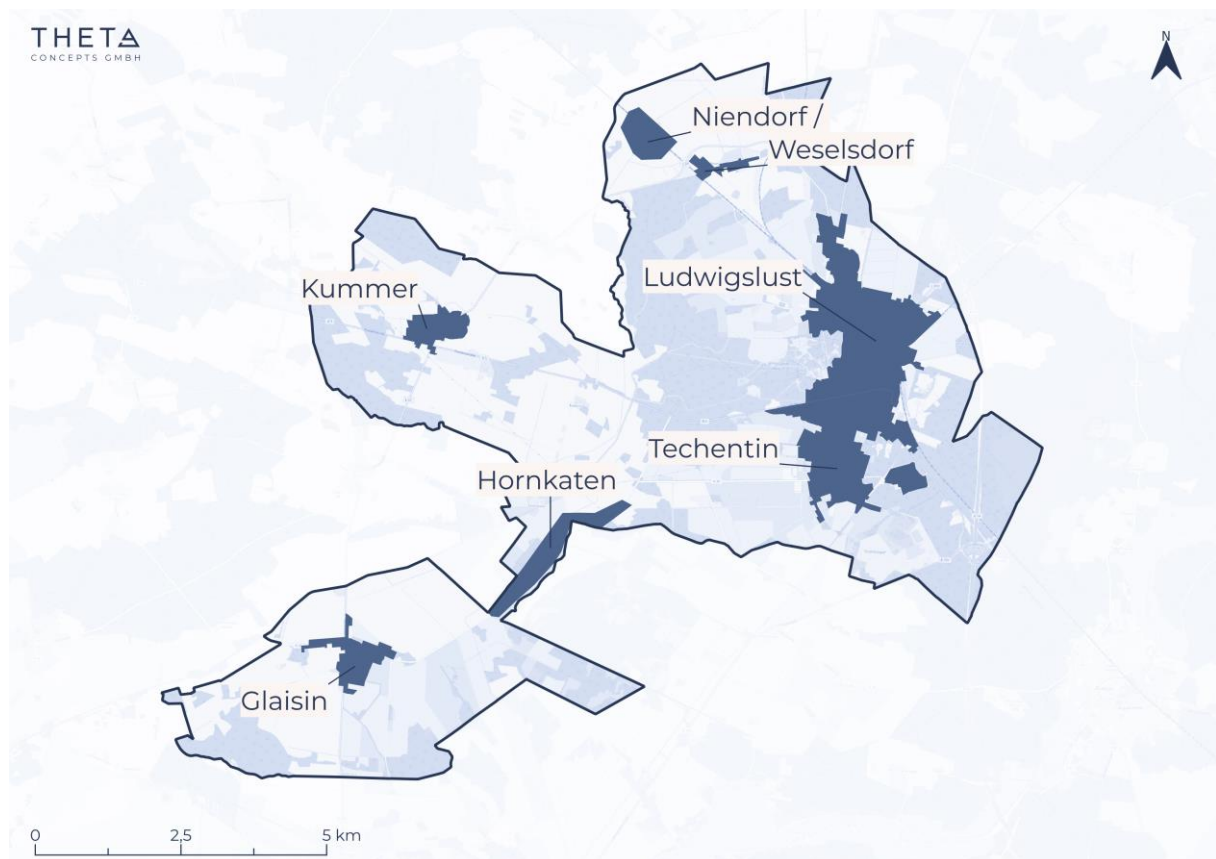 THETA
CONCEPTS GMBH
N
Niendorf /
Weselsdorf
Ludwigslust
Kummer
Techentin
Hornkaten
Glaisin
0 2,5 5 km